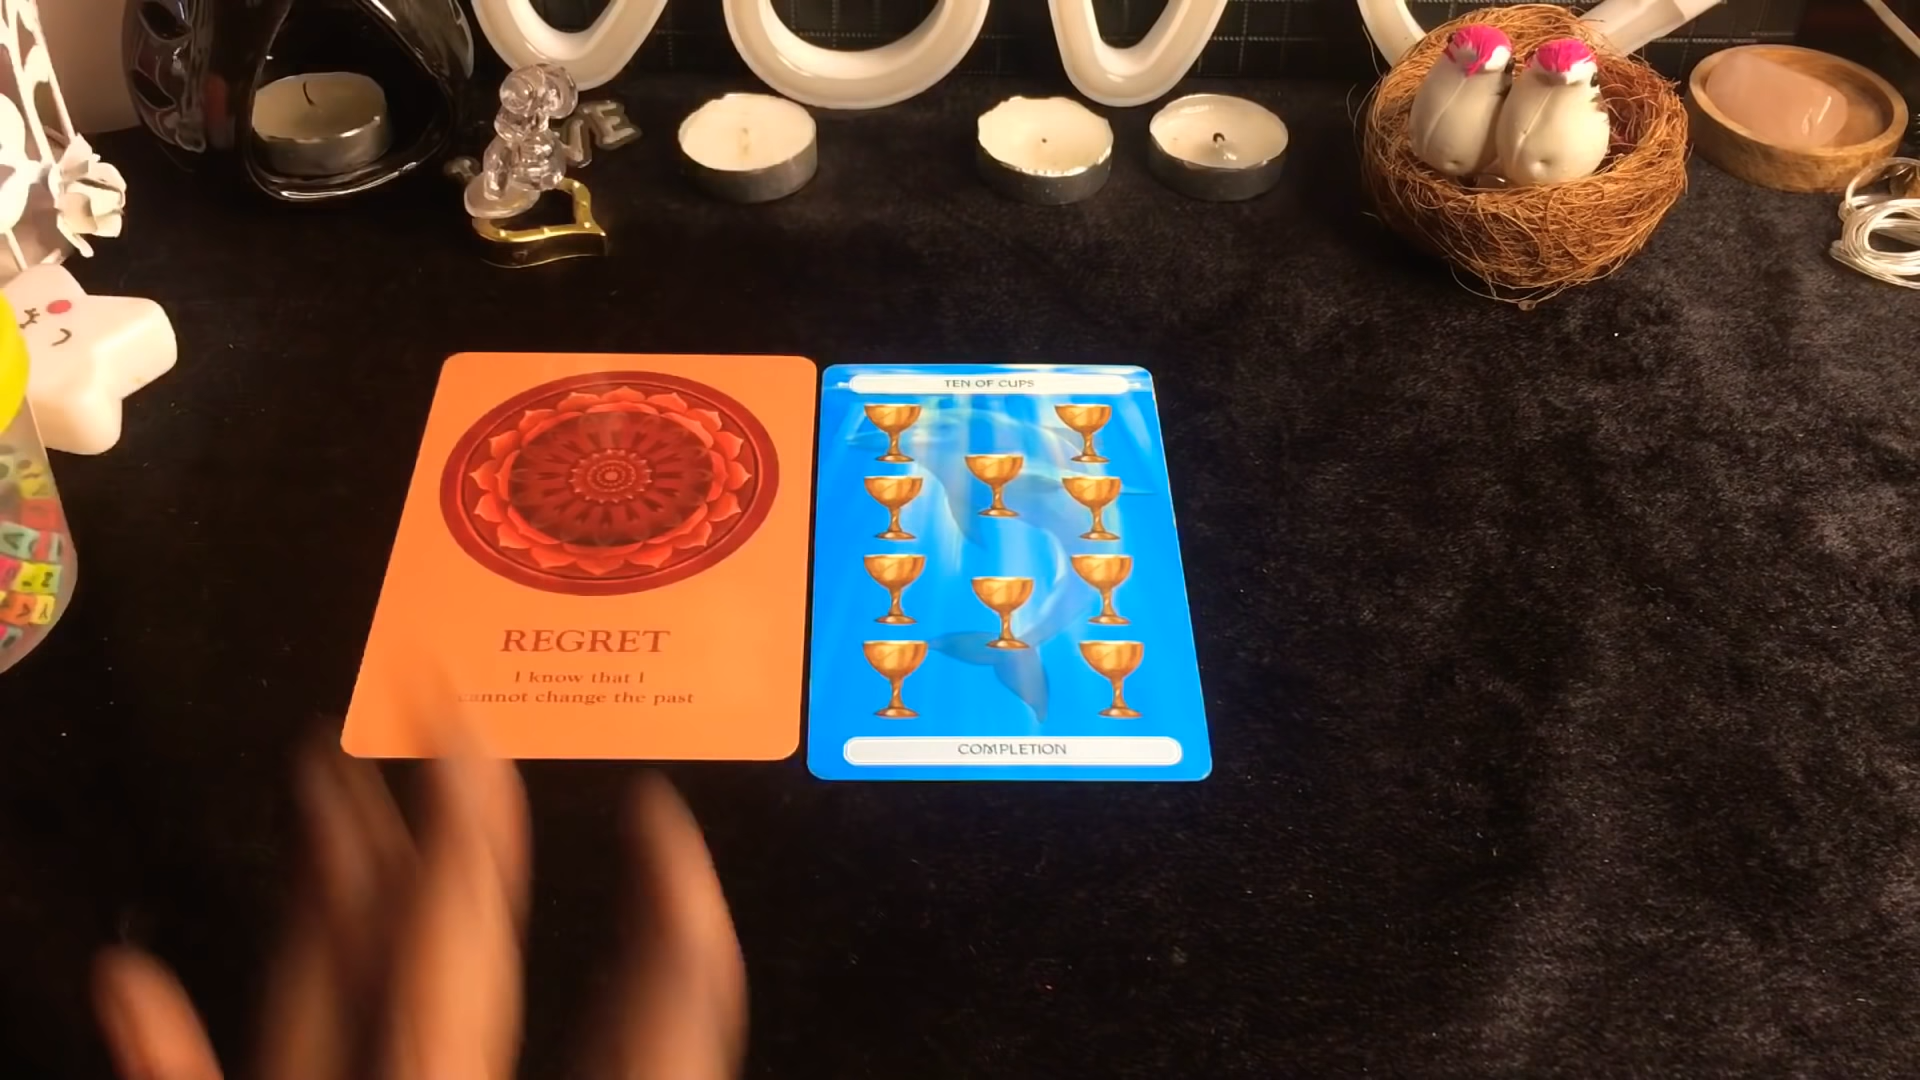 TEN OF CUPS
REGRET
I know that I
cannot change the past
COMPLETION